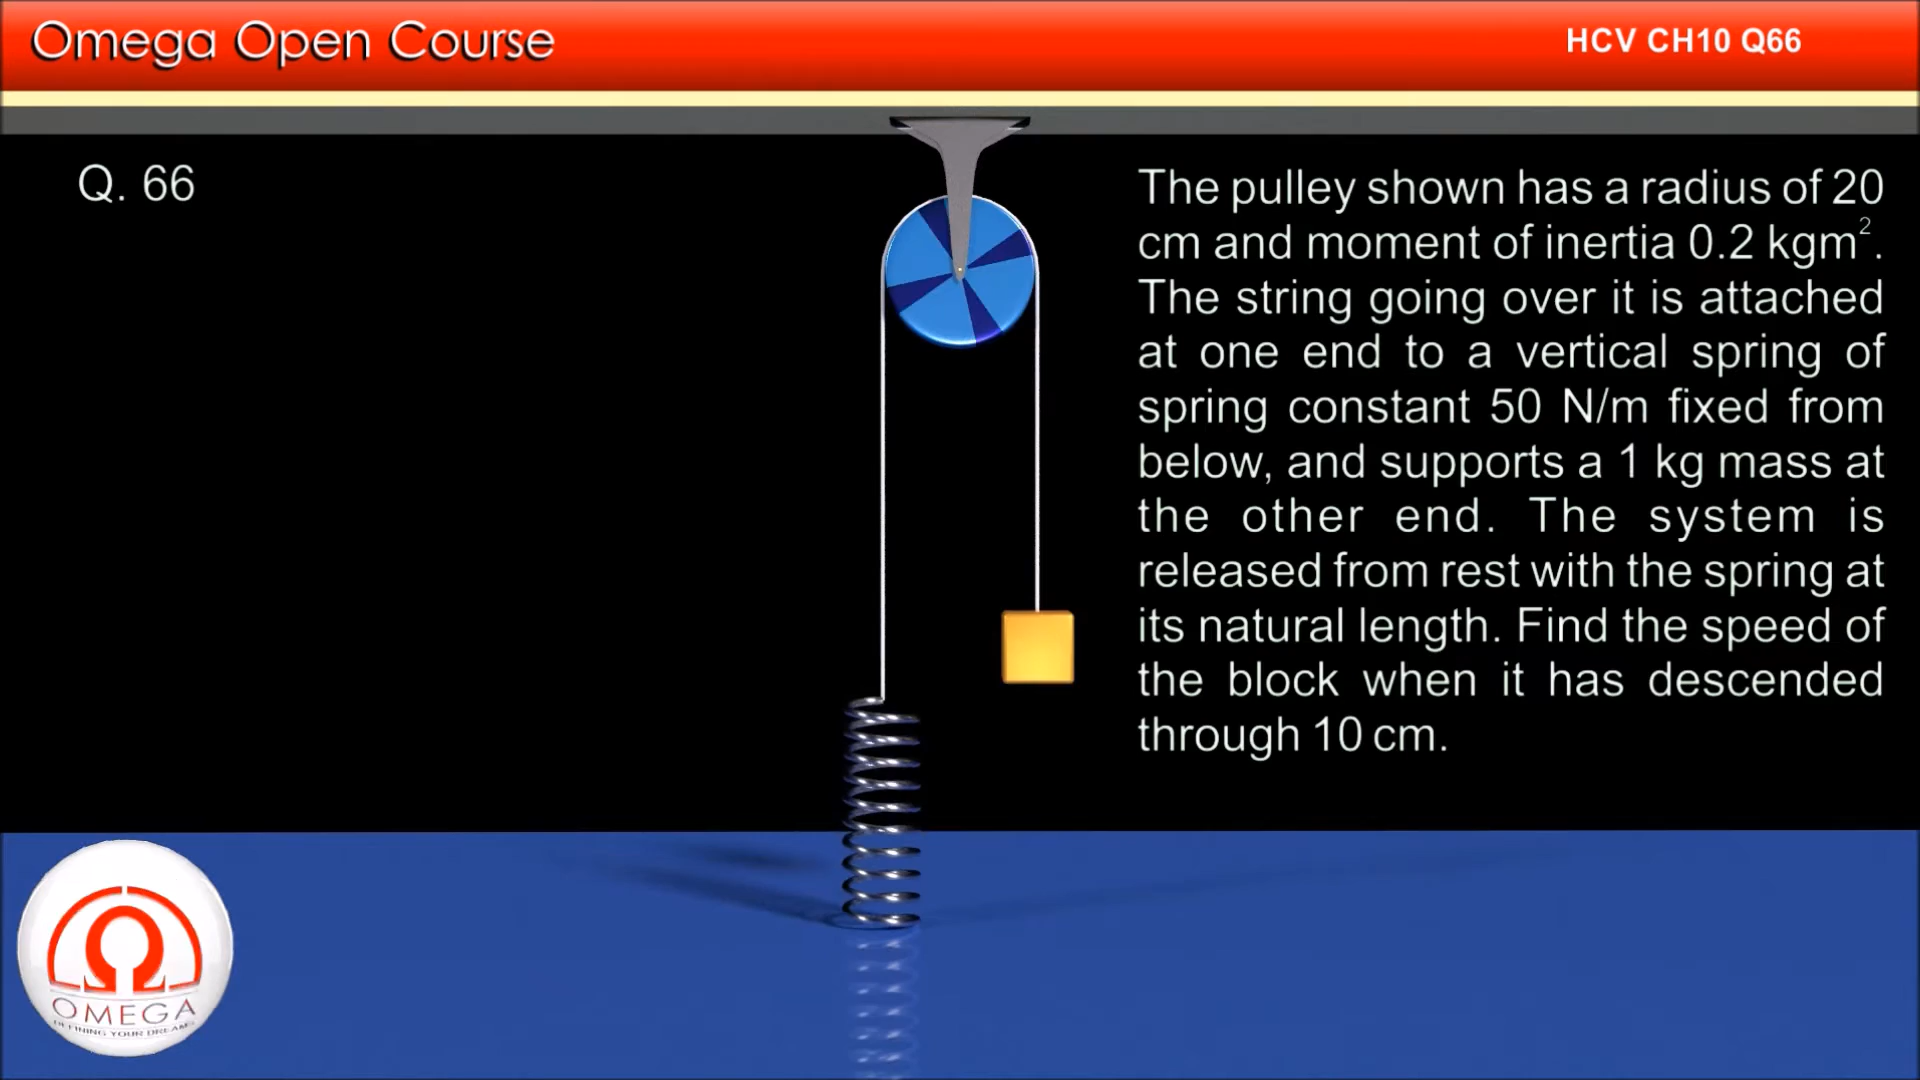 Omega Open Course
HCV CH10 Q66
Q. 66
The pulley shown has a radius of 20
cm and moment of inertia 0.2 kgm².
The string going over it is attached
at one end to a vertical spring of
spring constant 50 N/m fixed from
below, and supports a 1 kg mass at
the other end. The system is
released from rest with the spring at
its natural length. Find the speed of
the block when it has descended
through 10 cm.
Ω
OMEGA
DEFINING YOUR DREAMS